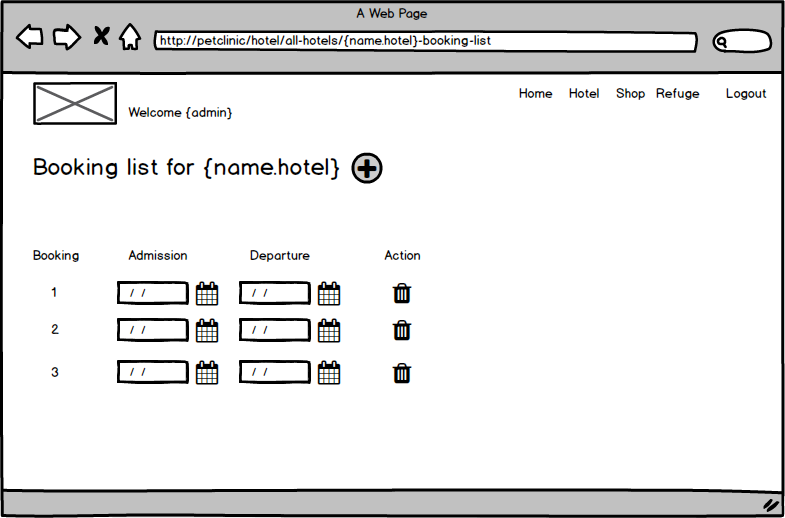 A Web Page
http://petclinic/hotel/all-hotels/{name.hotel}-booking-list
Home Hotel Shop Refuge Logout
Welcome {admin}
Booking list for {name.hotel}
Booking Admission Departure Action
1 / / / /
2 / / / /
3 / / / /